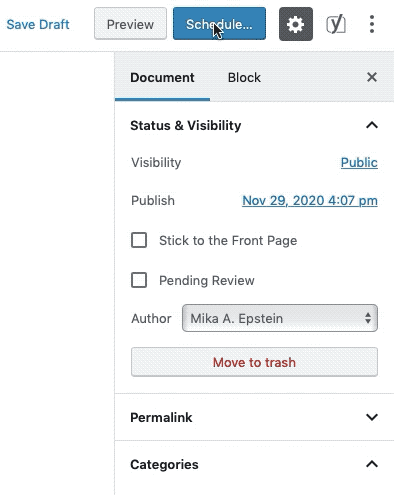 Save Draft Preview Schedule...
Document Block
Status & Visibility
Visibility Public
Publish Nov 29, 2020 4:07 pm
Stick to the Front Page
Pending Review
Author Mika A. Epstein
Move to trash
Permalink
Categories